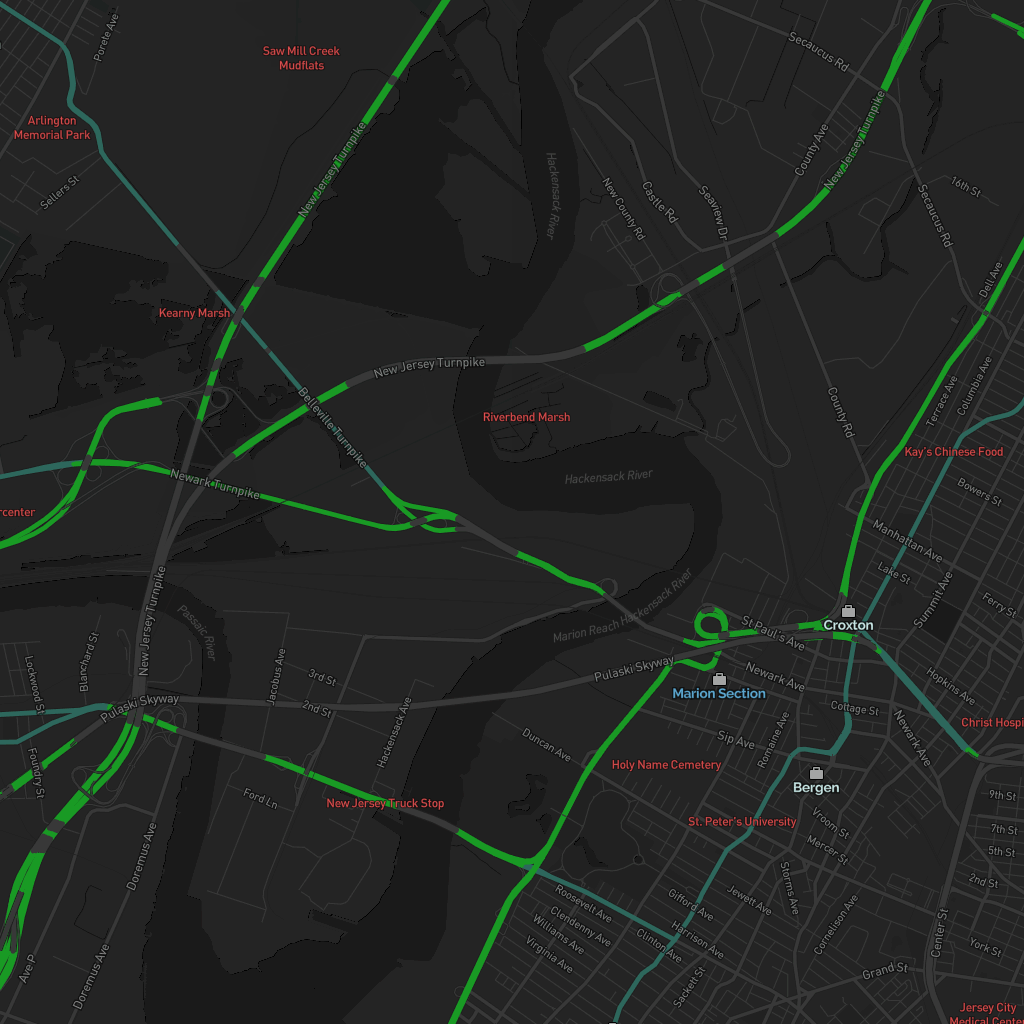 Porete Ave
Saw Mill Creek
Mudflats
Secaucus Rd
New Jersey Turnpike
Arlington
Memorial Park
New Jersey Turnpike
County Ave
Hackensack River
Sellers St
New County Rd
Castle Rd
Seaview Dr
Secaucus Rd
16th St
Dell Ave
Kearny Marsh
New Jersey Turnpike
Belleville Turnpike
Terrace Ave
Columbia Ave
County Rd
Riverbend Marsh
Kay's Chinese Food
Hackensack River
Newark Turnpike
Bowers St
rcenter
Manhattan Ave
Lake St
Summit Ave
Ferry St
New Jersey Turnpike
Passaic River
Marion Reach Hackensack River
St Paul's Ave
Croxton
Lockwood St
Blanchard St
Jacobus Ave
3rd St
Pulaski Skyway
Newark Ave
Marion Section
Hopkins Ave
Pulaski Skyway
2nd St
Hackensack Ave
Cottage St
Newark Ave
Christ Hospi
Duncan Ave
Sip Ave
Romaine Ave
Foundry St
Holy Name Cemetery
Bergen
Ford Ln
New Jersey Truck Stop
9th St
St. Peter's University
Vroom St
7th St
Mercer St
5th St
Doremus Ave
2nd St
Storms Ave
Jewett Ave
Roosevelt Ave
Gifford Ave
Clendenny Ave
Cornelison Ave
Center St
Williams Ave
Clinton Ave
Harrison Ave
York St
Virginia Ave
Ave P
Doremus Ave
Sackett St
Grand St
Jersey City
Medical Center